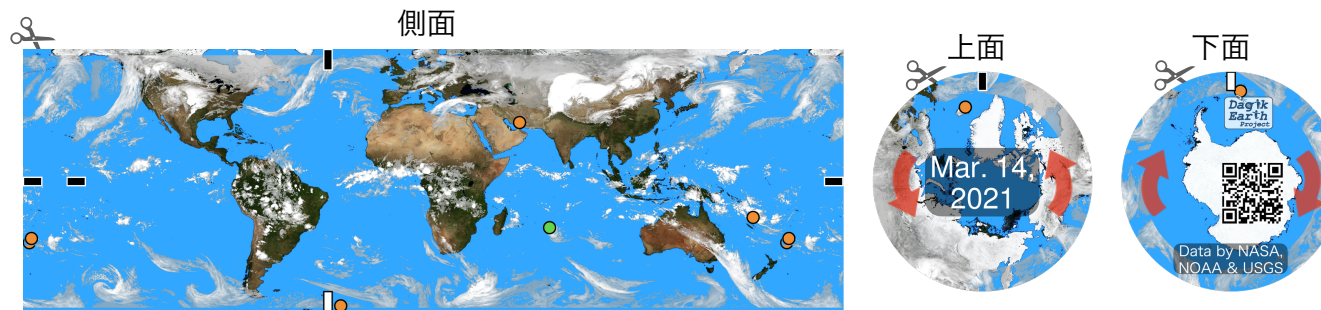 側面
上面
下面
Mar. 14,
2021
Dagik
Earth
Project
Data by NASA,
NOAA & USGS